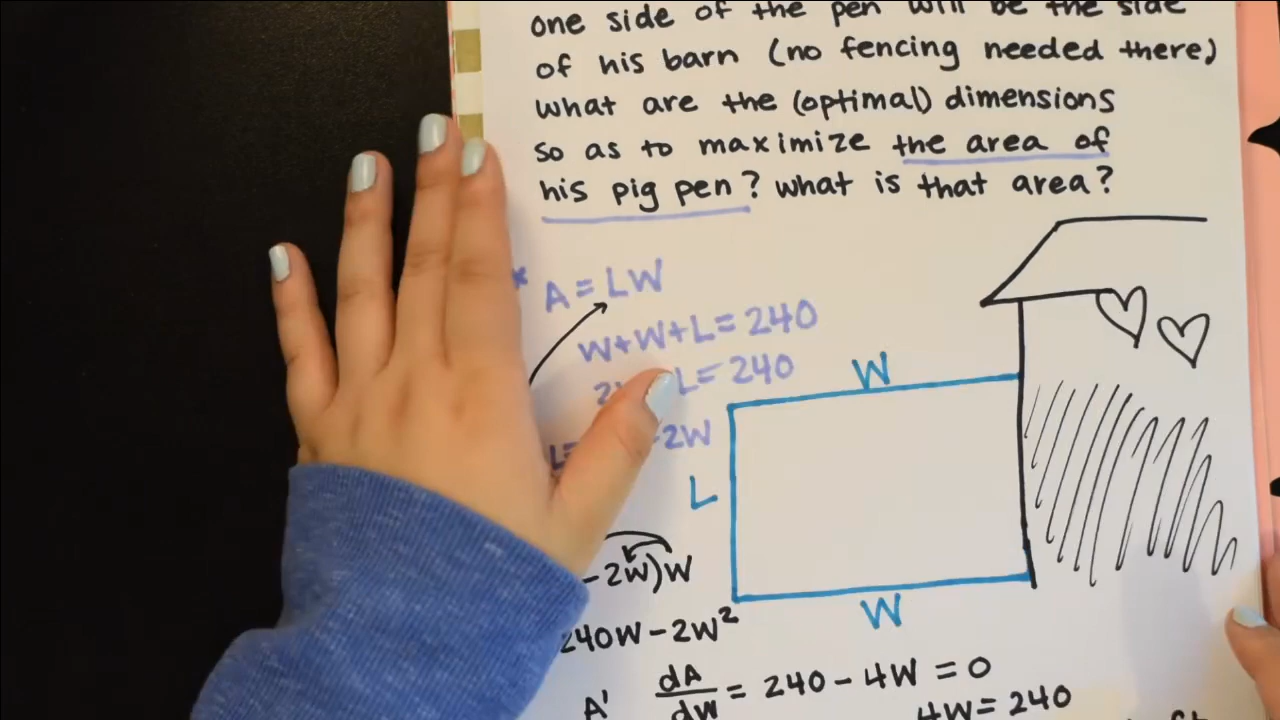 one side of the pen will be the side
of his barn (no fencing needed there)
what are the (optimal) dimensions
so as to maximize the area of
his pig pen? what is that area?
* A = LW
W+W+L= 240
L= 240
L= -2W
W
L
W
-2W)W
240W-2W²
A' dA/dW = 240-4W = 0
4W= 240